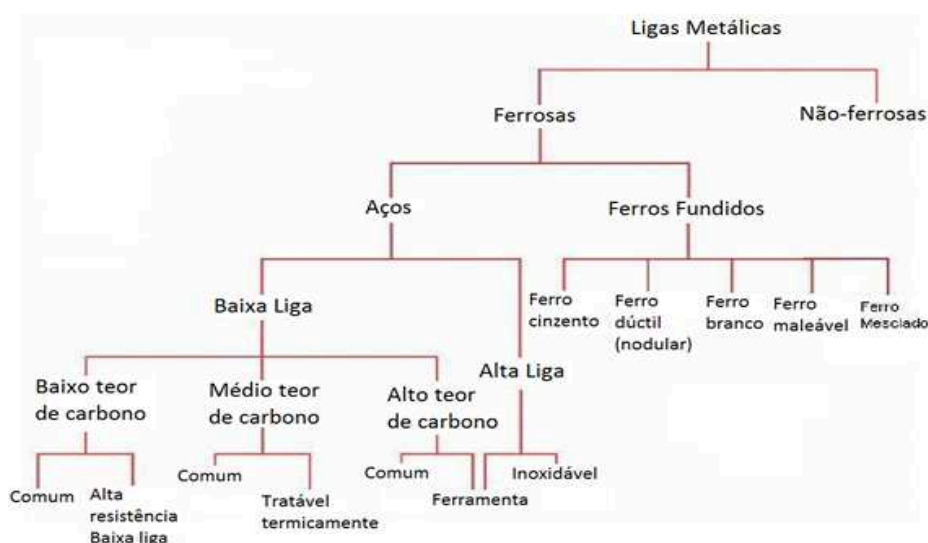 Ligas Metálicas
Ferrosas
Não-ferrosas
Aços
Ferros Fundidos
Baixa Liga
Alta Liga
Ferro
cinzento
Ferro
dúctil
(nodular)
Ferro
branco
Ferro
maleável
Ferro
Mesclado
Baixo teor
de carbono
Médio teor
de carbono
Alto teor
de carbono
Comum
Alta
resistência
Baixa liga
Comum
Tratável
termicamente
Comum
Ferramenta
Inoxidável